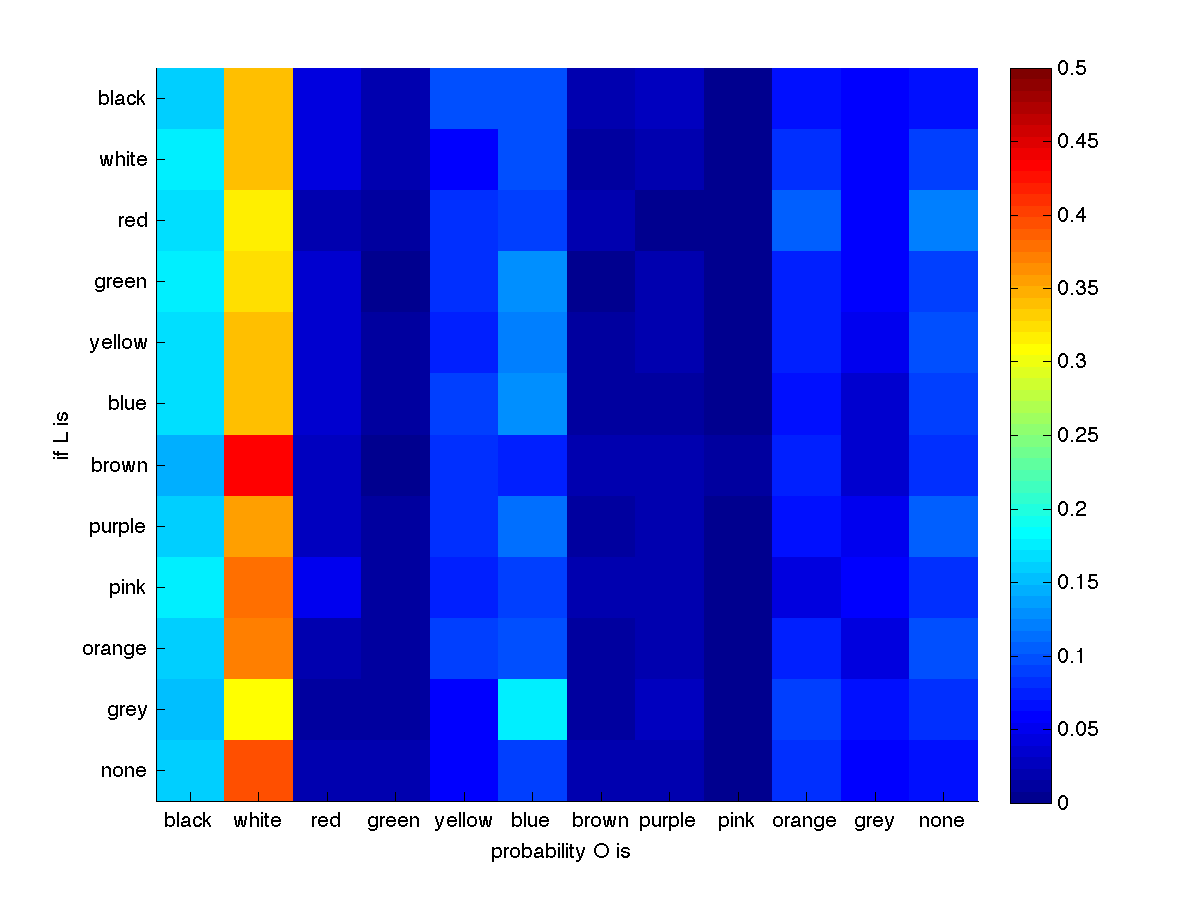 black
white
red
green
yellow
blue
brown
purple
pink
orange
grey
none
if L is
black white red green yellow blue brown purple pink orange grey none
probability O is
0.5
0.45
0.4
0.35
0.3
0.25
0.2
0.15
0.1
0.05
0